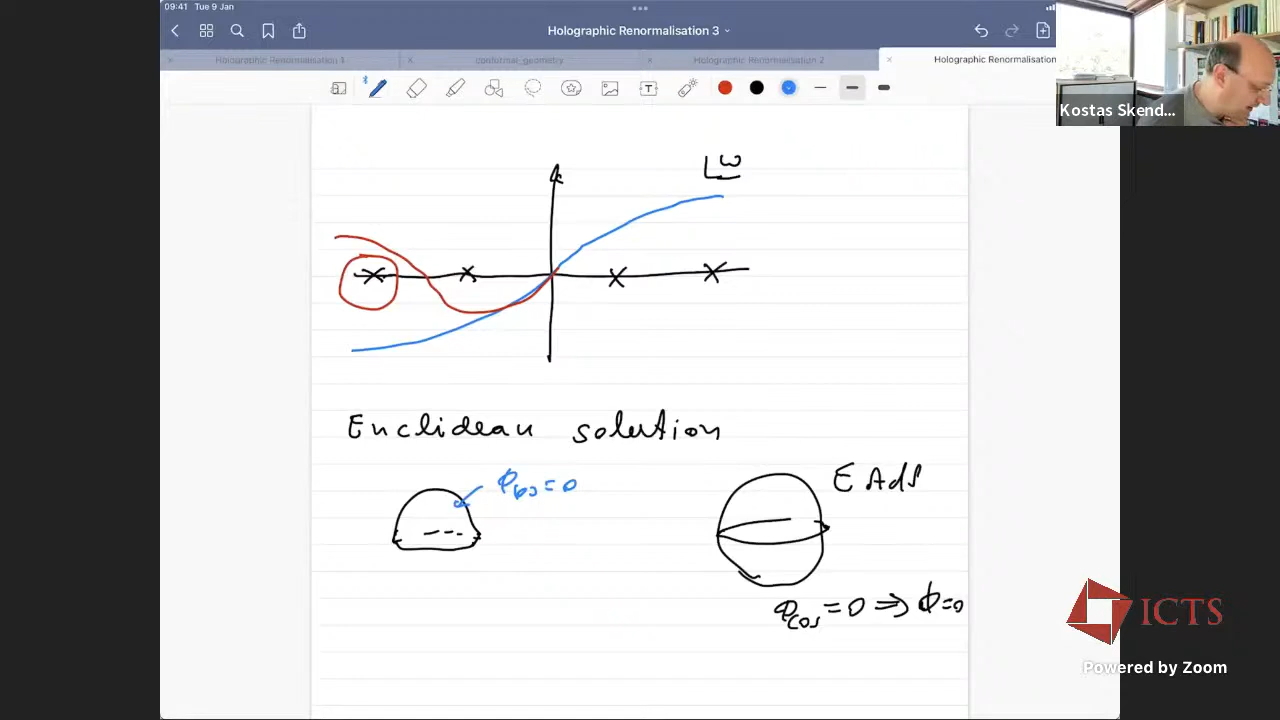 09:41 Tue 9 Jan
Holographic Renormalisation 3
Holographic Renormalisation 1
conformal_geometry
Holographic Renormalisation 2
Holographic Renormalisation
Kostas Skend...
ω
Euclidean solution
φ(0)=0
E AdS
φ(0)=0 ⇒ Φ=0
ICTS
Powered by Zoom